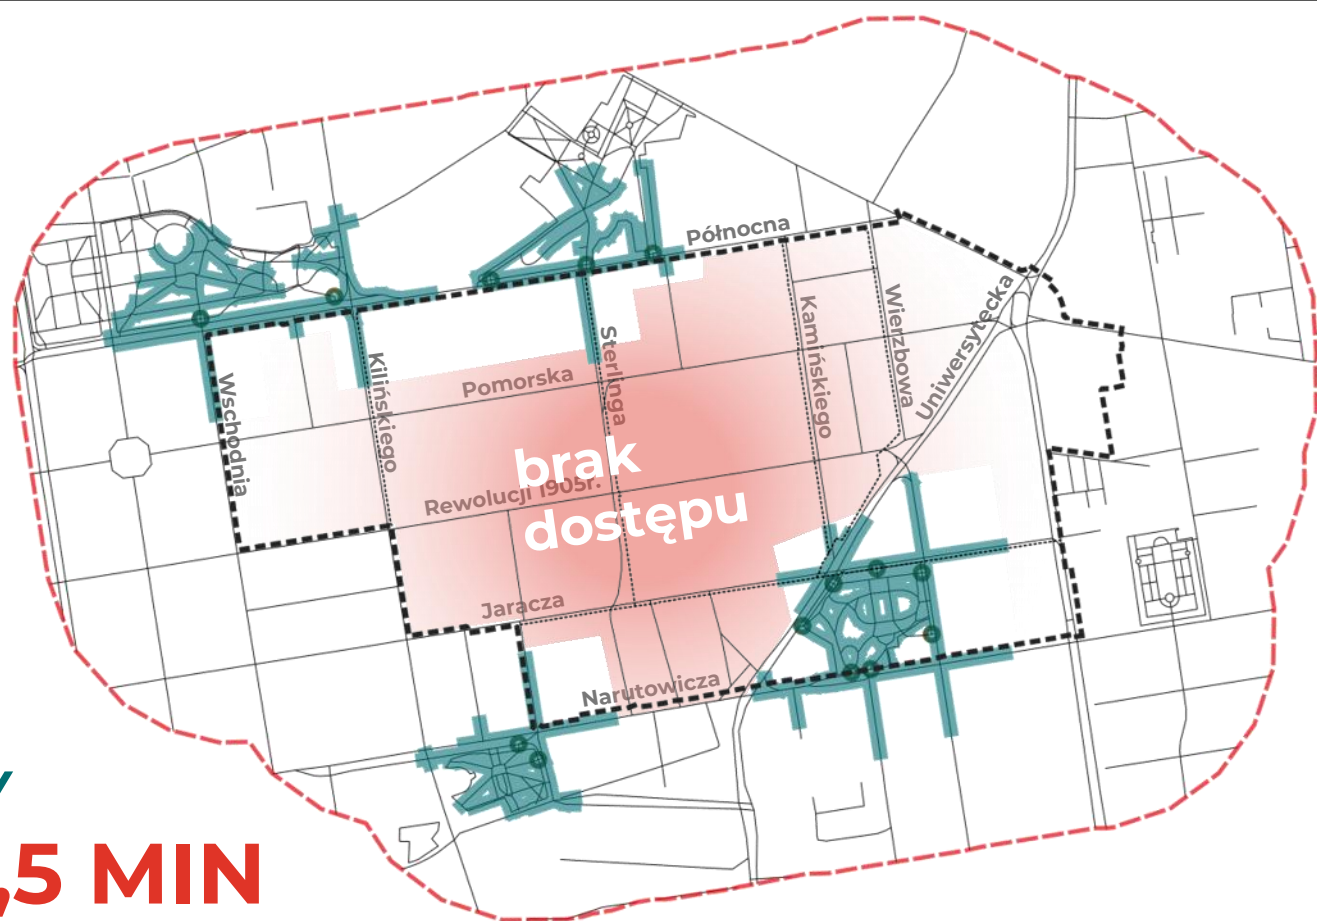 Północna
Kamińskiego
Wierzbowa
Uniwersytecka
Sterlinga
Kilińskiego
Pomorska
Wschodnia
brak
Rewolucji 1905r.
dostępu
Jaracza
Narutowicza
Y
,5 MIN